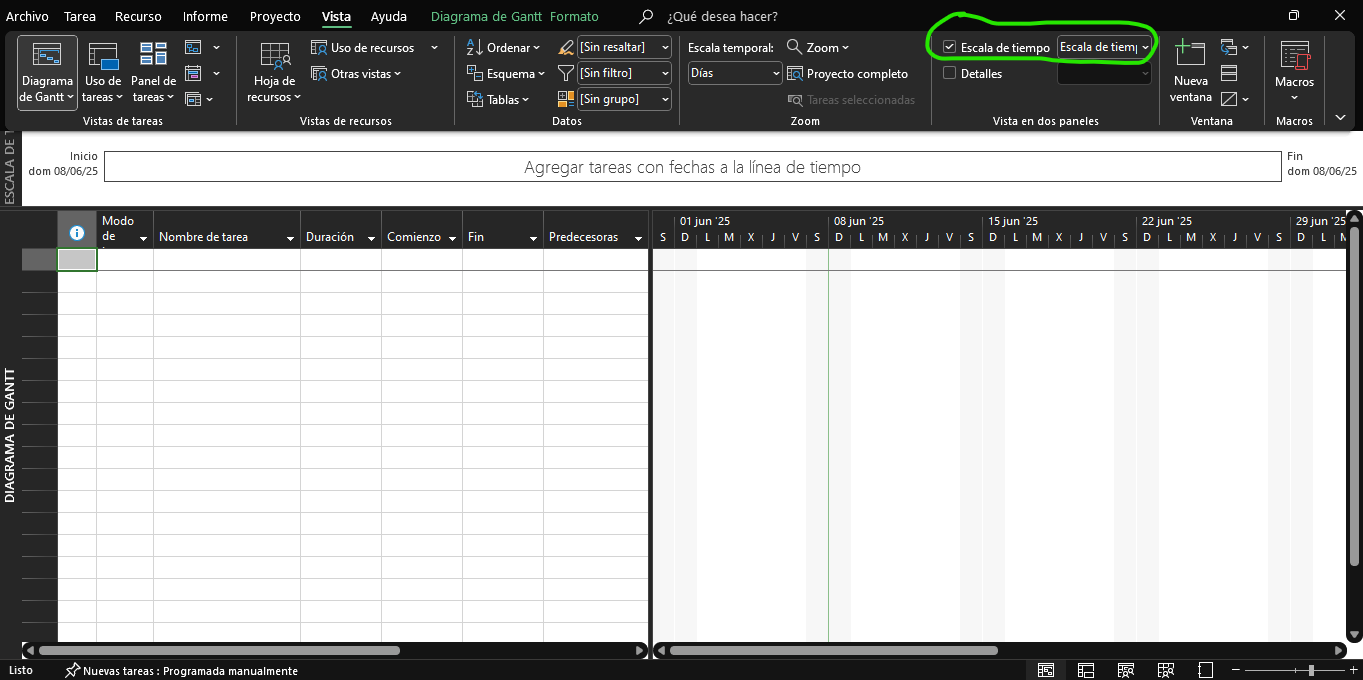 Archivo Tarea Recurso Informe Proyecto Vista Ayuda Diagrama de Gantt Formato ¿Qué desea hacer?
Diagrama de Gantt
Uso de tareas
Panel de tareas
Vistas de tareas
Hoja de recursos
Uso de recursos
Otras vistas
Vistas de recursos
Ordenar
Esquema
Tablas
[Sin resaltar]
[Sin filtro]
[Sin grupo]
Datos
Escala temporal:
Días
Zoom
Proyecto completo
Tareas seleccionadas
Zoom
Escala de tiempo Escala de tiem
Detalles
Vista en dos paneles
Nueva ventana
Ventana
Macros
Macros
ESCALA DE T
Inicio
dom 08/06/25
Agregar tareas con fechas a la línea de tiempo
Fin
dom 08/06/25
Modo de
Nombre de tarea
Duración
Comienzo
Fin
Predecesoras
01 jun '25 08 jun '25 15 jun '25 22 jun '25 29 jun '25
S D L M X J V S D L M X J V S D L M X J V S D L M X J V S D L M
DIAGRAMA DE GANTT
Listo
Nuevas tareas : Programada manualmente